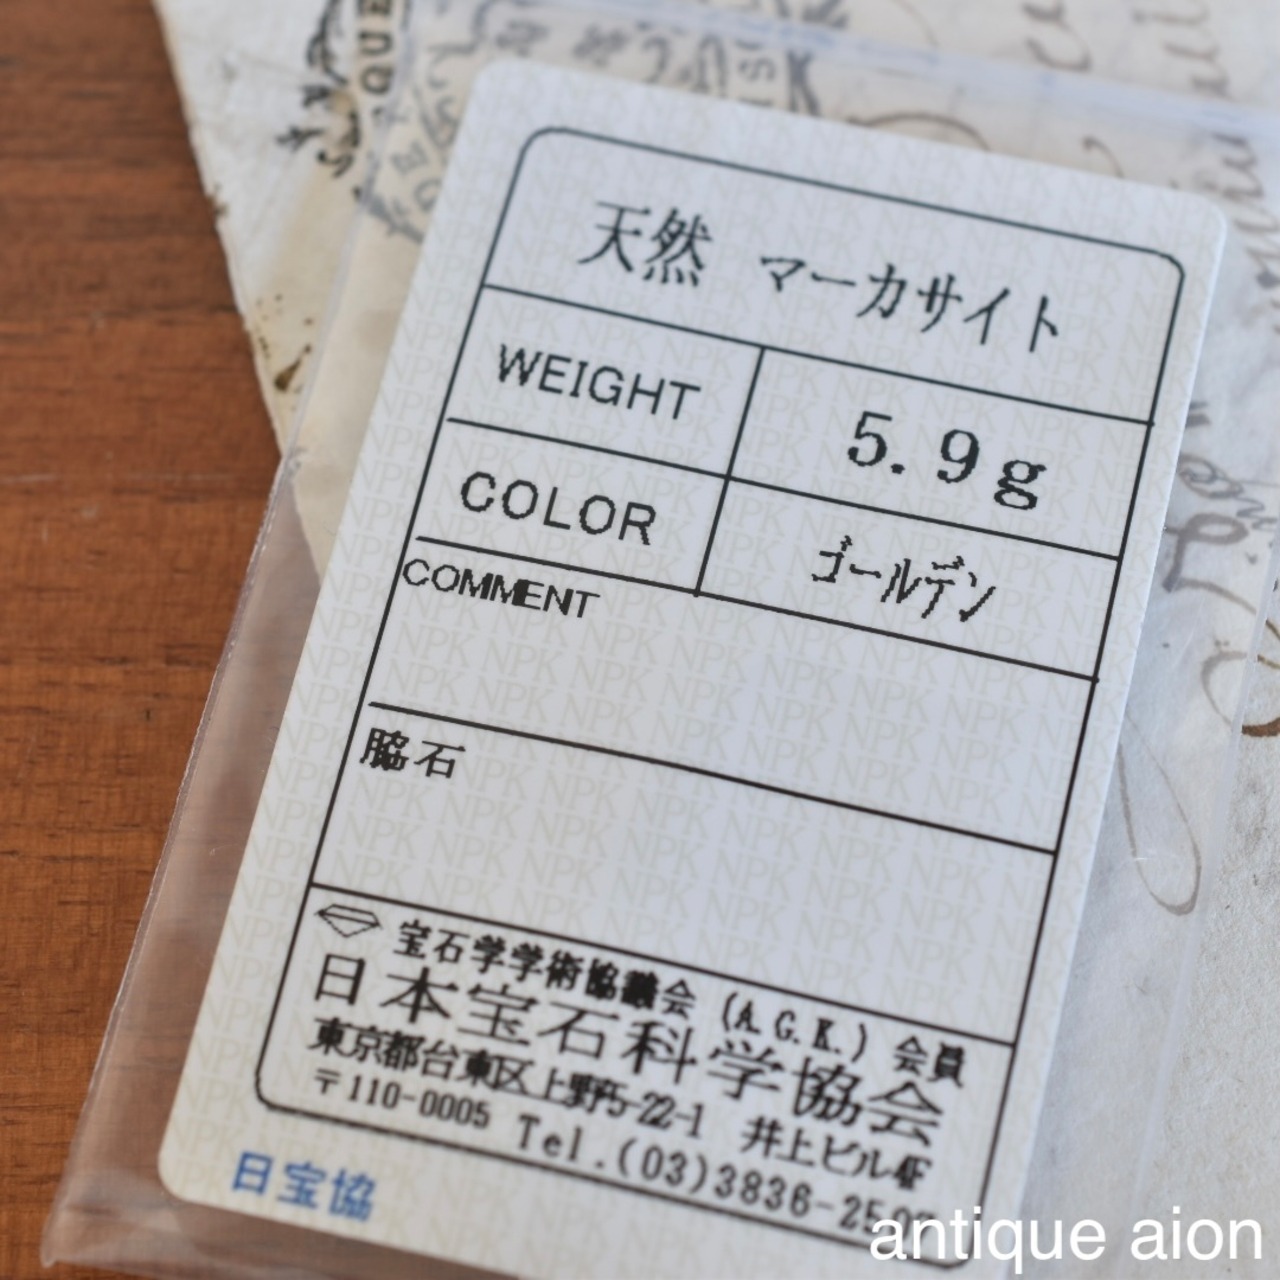 天然 マーカサイト
WEIGHT 5.9g
COLOR ゴールデン
COMMENT
脇石
宝石学学術協議会 (A.G.K.) 会員
日本宝石科学協会
東京都台東区上野5-22-1 井上ビル4F
〒110-0005 Tel.(03)3836-25
日宝協
antique aion